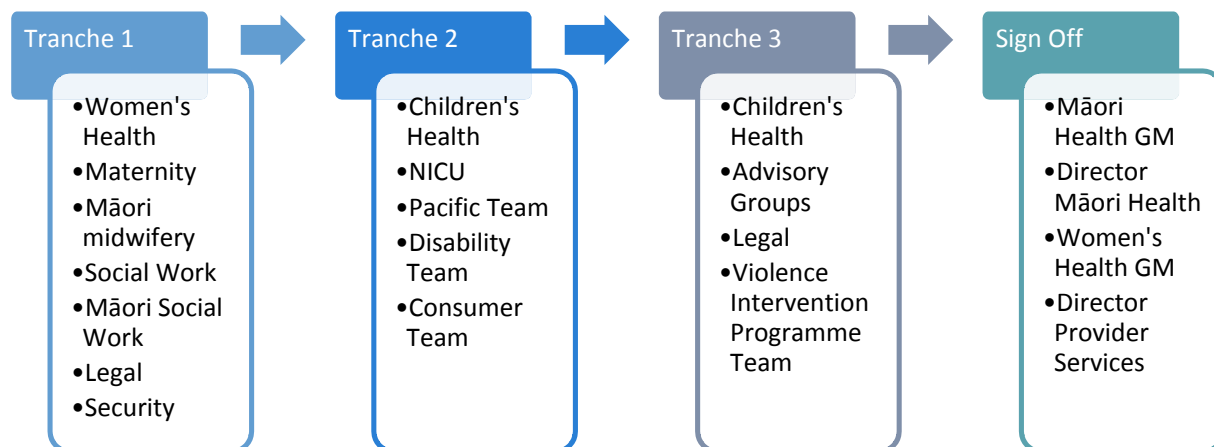 Tranche 1
•Women's
Health
•Maternity
•Māori
midwifery
•Social Work
•Māori Social
Work
•Legal
•Security
Tranche 2
•Children's
Health
•NICU
•Pacific Team
•Disability
Team
•Consumer
Team
Tranche 3
•Children's
Health
•Advisory
Groups
•Legal
•Violence
Intervention
Programme
Team
Sign Off
•Māori
Health GM
•Director
Māori Health
•Women's
Health GM
•Director
Provider
Services